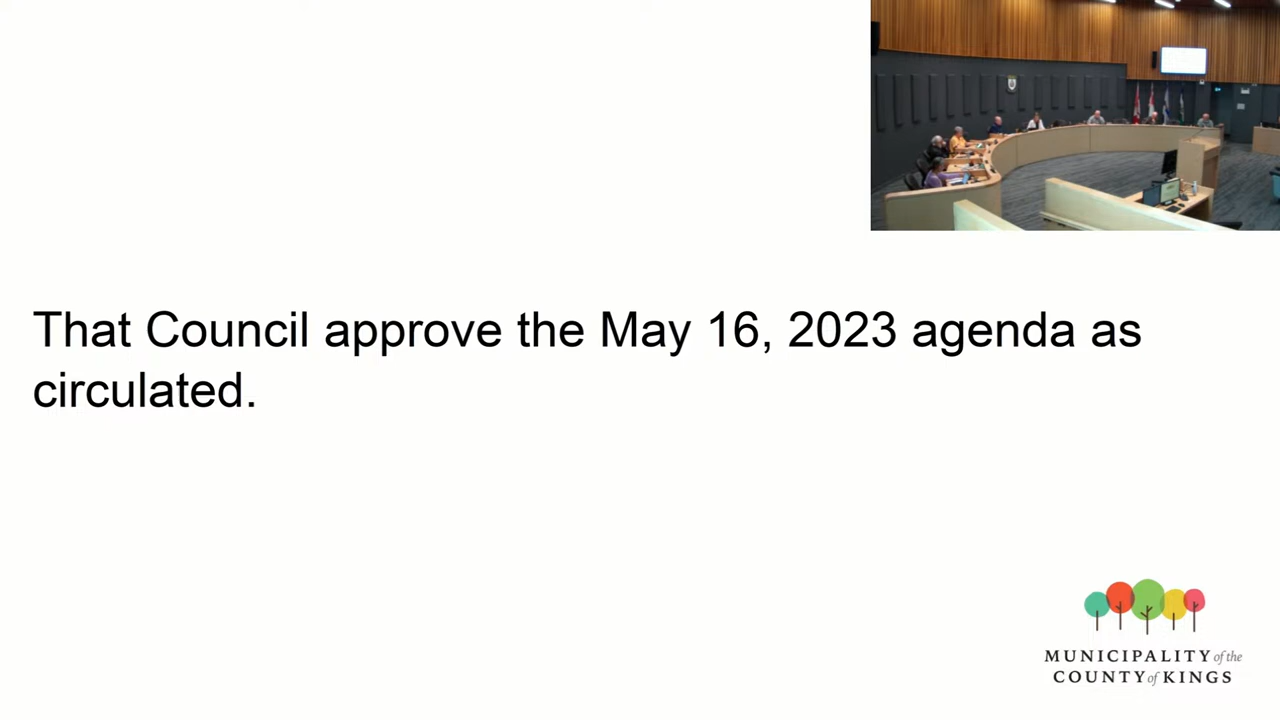 That Council approve the May 16, 2023 agenda as
circulated.
MUNICIPALITY of the
COUNTY of KINGS